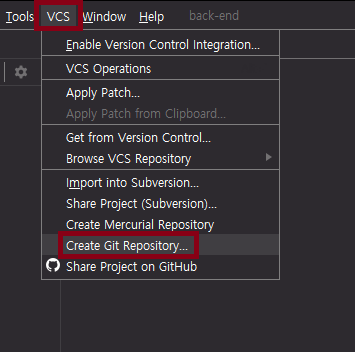 Tools VCS Window Help back-end
Enable Version Control Integration...
VCS Operations
Apply Patch...
Apply Patch from Clipboard...
Get from Version Control...
Browse VCS Repository
Import into Subversion...
Share Project (Subversion)...
Create Mercurial Repository
Create Git Repository...
Share Project on GitHub